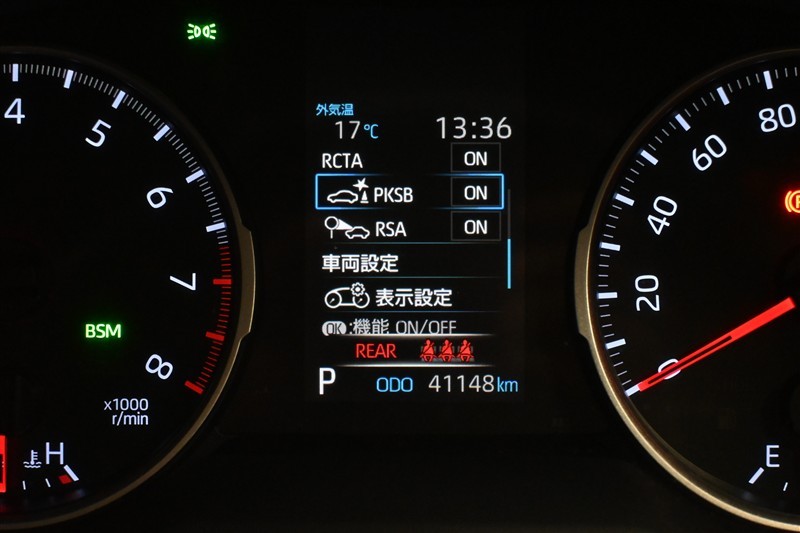 外気温
17℃ 13:36
RCTA ON
PKSB ON
RSA ON
車両設定
表示設定
OK:機能 ON/OFF
REAR
P ODO 41148km
4
5
6
7
8
BSM
x1000
r/min
H
80
60
40
20
0
E